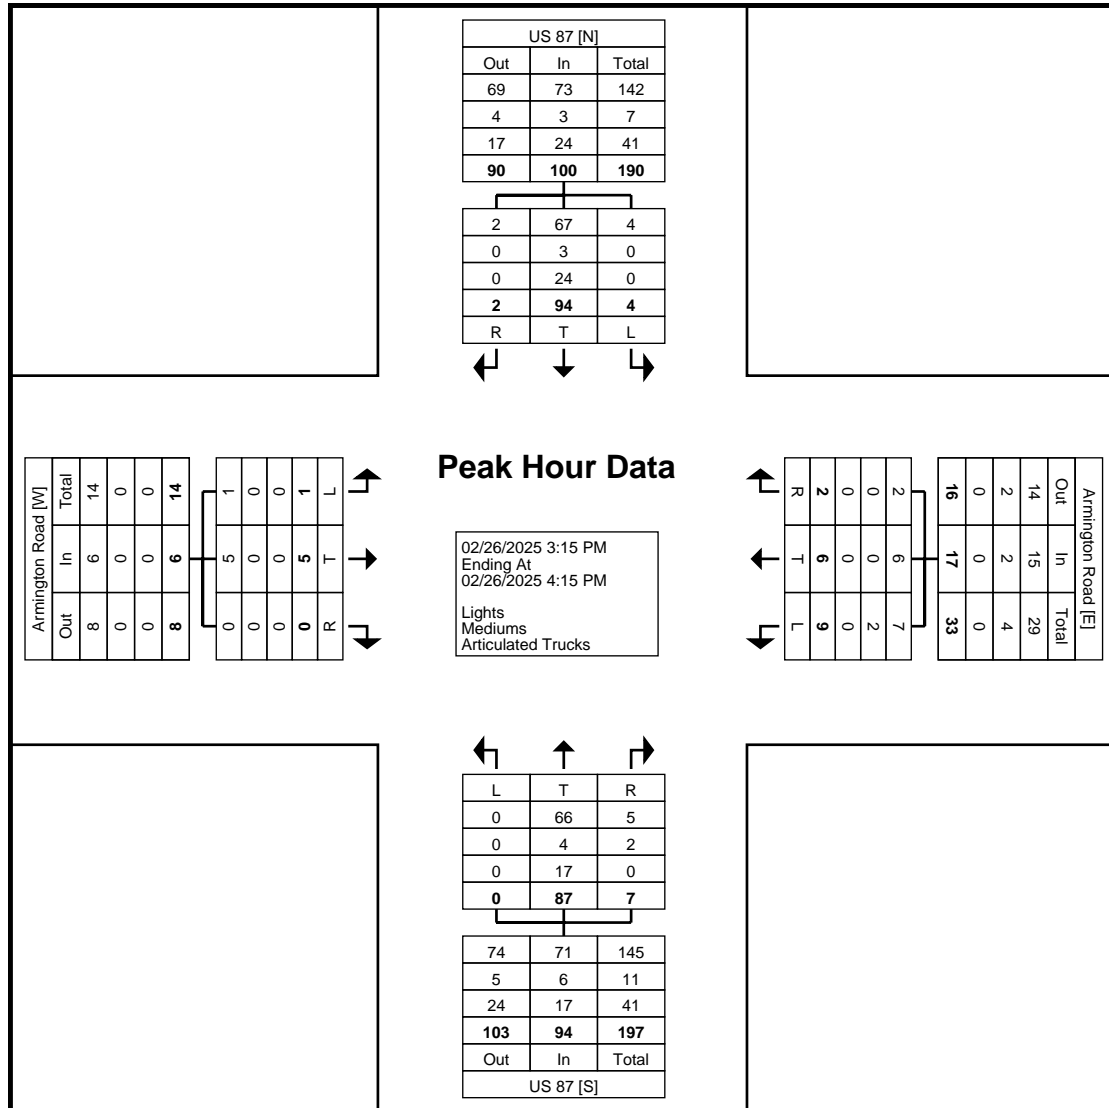 US 87 [N]
Out In Total
69 73 142
4 3 7
17 24 41
90 100 190
2 67 4
0 3 0
0 24 0
2 94 4
R T L
Armington Road [W]
Total In Out
14 6 8
0 0 0
0 0 0
14 6 8
1 5 0
0 0 0
0 0 0
1 5 0
L T R
Peak Hour Data
02/26/2025 3:15 PM
Ending At
02/26/2025 4:15 PM
Lights
Mediums
Articulated Trucks
Armington Road [E]
Out In Total
14 15 29
2 2 4
0 0 0
16 17 33
2 6 7
0 0 2
0 0 0
2 6 9
R T L
L T R
0 66 5
0 4 2
0 17 0
0 87 7
74 71 145
5 6 11
24 17 41
103 94 197
Out In Total
US 87 [S]